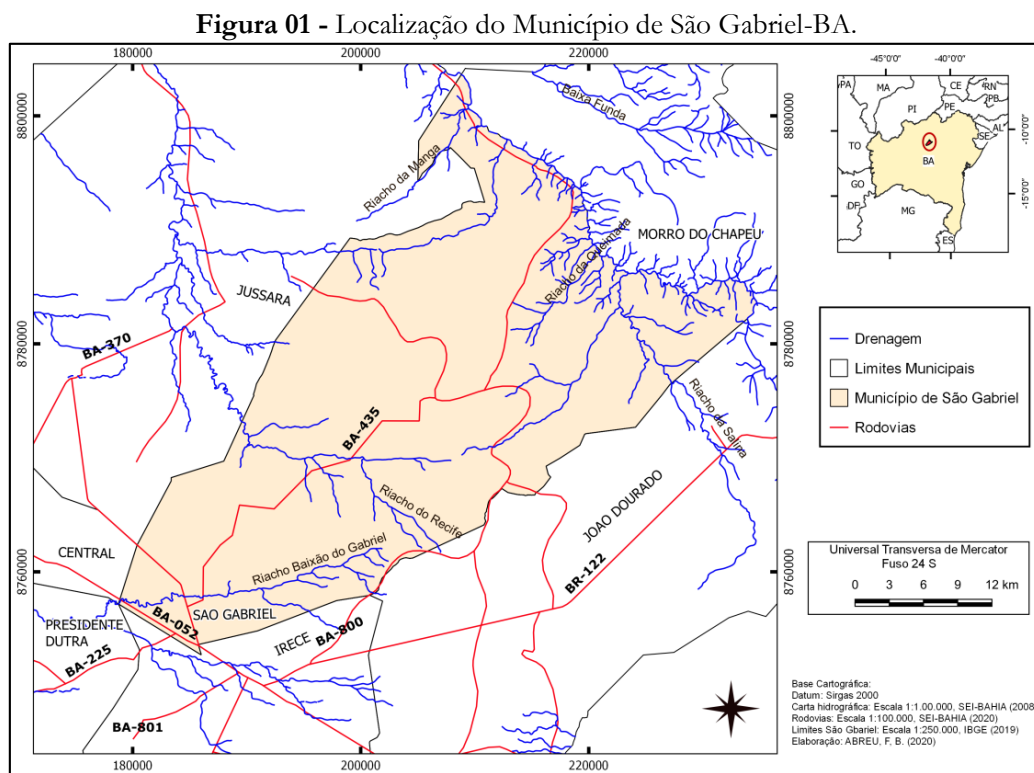 Figura 01 - Localização do Município de São Gabriel-BA.
180000
200000
220000
8800000
8780000
8760000
8800000
8780000
8760000
180000
200000
220000
Baixa Funda
Riacho da Manga
MORRO DO CHAPEU
Riacho da Queimada
JUSSARA
BA-370
BA-435
Riacho da Salina
Riacho do Recife
JOAO DOURADO
CENTRAL
Riacho Baixão do Gabriel
BR-122
SAO GABRIEL
BA-052
PRESIDENTE
DUTRA
IRECE
BA-800
BA-225
BA-801
-45°0'0"
-40°0'0"
-10°0'0"
-15°0'0"
PA
MA
CE
RN
PB
PI
PE
AL
SE
TO
BA
GO
DF
MG
ES
Drenagem
Limites Municipais
Município de São Gabriel
Rodovias
Universal Transversa de Mercator
Fuso 24 S
0 3 6 9 12 km
Base Cartográfica:
Datum: Sirgas 2000
Carta hidrográfica: Escala 1:1.00.000, SEI-BAHIA (2008
Rodovias: Escala 1:100.000, SEI-BAHIA (2020)
Limites São Gbariel: Escala 1:250.000, IBGE (2019)
Elaboração: ABREU, F. B. (2020)